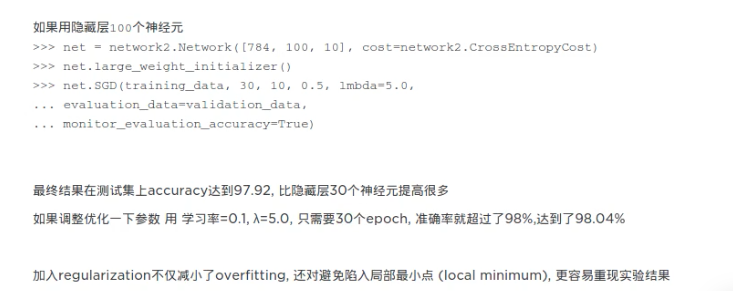 如果用隐藏层100个神经元
>>> net = network2.Network([784, 100, 10], cost=network2.CrossEntropyCost)
>>> net.large_weight_initializer()
>>> net.SGD(training_data, 30, 10, 0.5, lmbda=5.0,
... evaluation_data=validation_data,
... monitor_evaluation_accuracy=True)
最终结果在测试集上accuracy达到97.92, 比隐藏层30个神经元提高很多
如果调整优化一下参数 用 学习率=0.1, λ=5.0, 只需要30个epoch, 准确率就超过了98%,达到了98.04%
加入regularization不仅减小了overfitting, 还对避免陷入局部最小点 (local minimum), 更容易重现实验结果